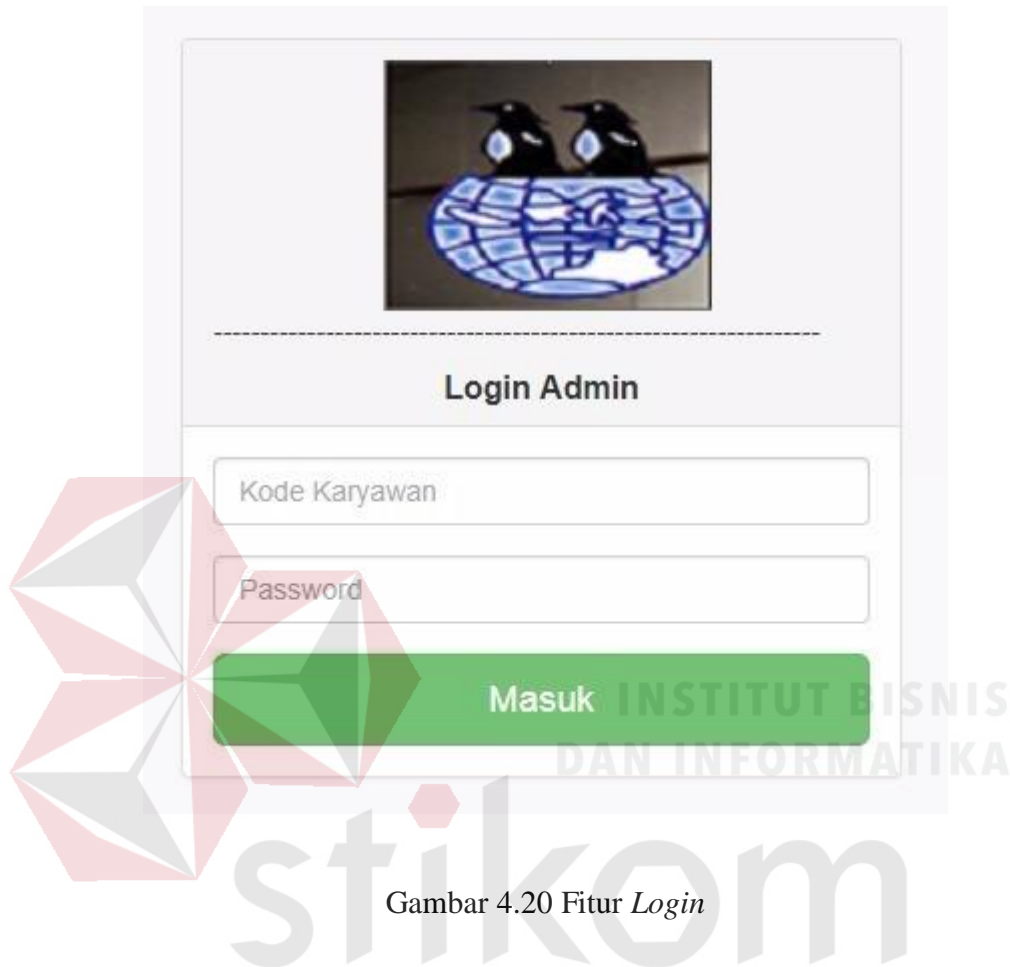 Login Admin
Kode Karyawan
Password
Masuk
INSTITUT BISNIS
DAN INFORMATIKA
stikom
Gambar 4.20 Fitur Login